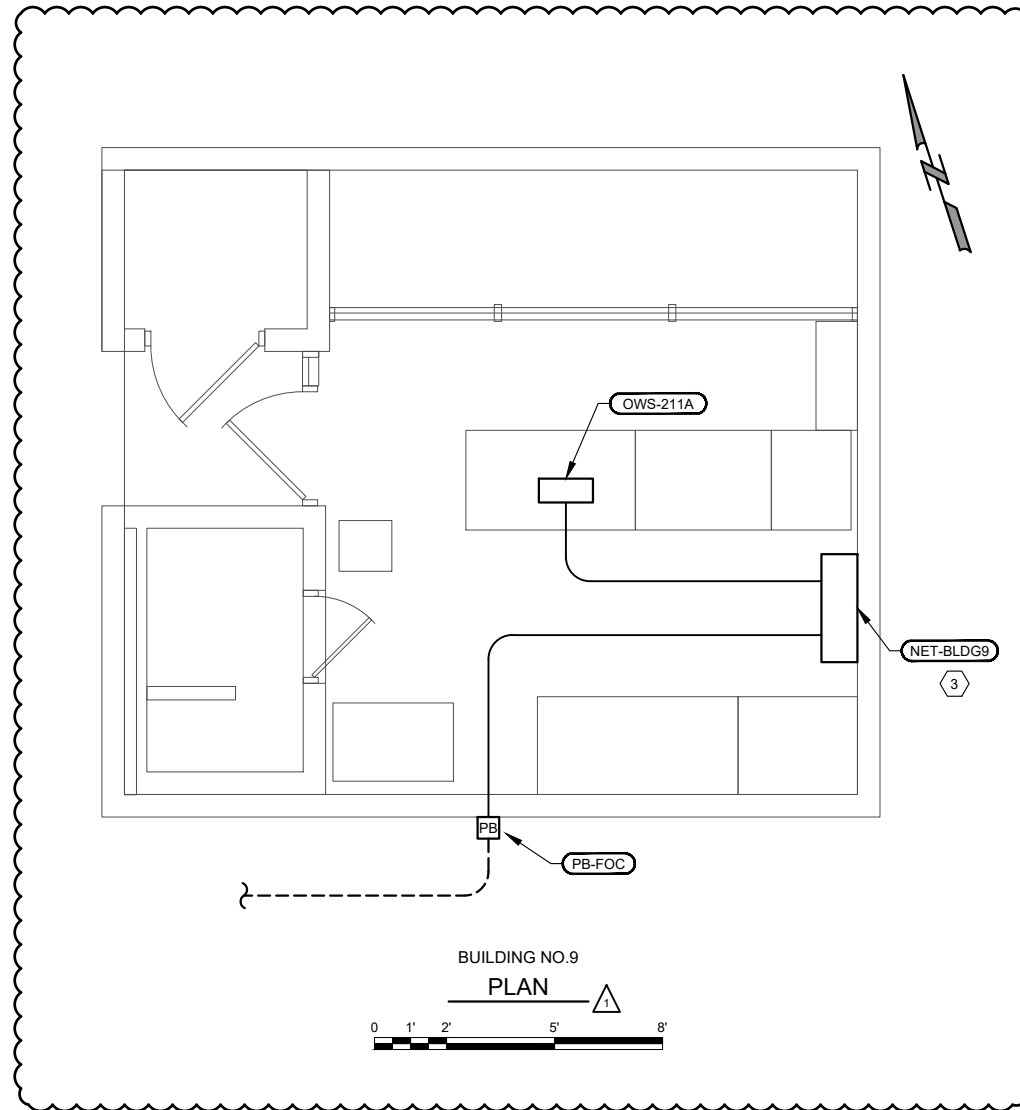 OWS-211A
NET-BLDG9
3
PB
PB-FOC
BUILDING NO.9
PLAN
1
0 1' 2' 5' 8'